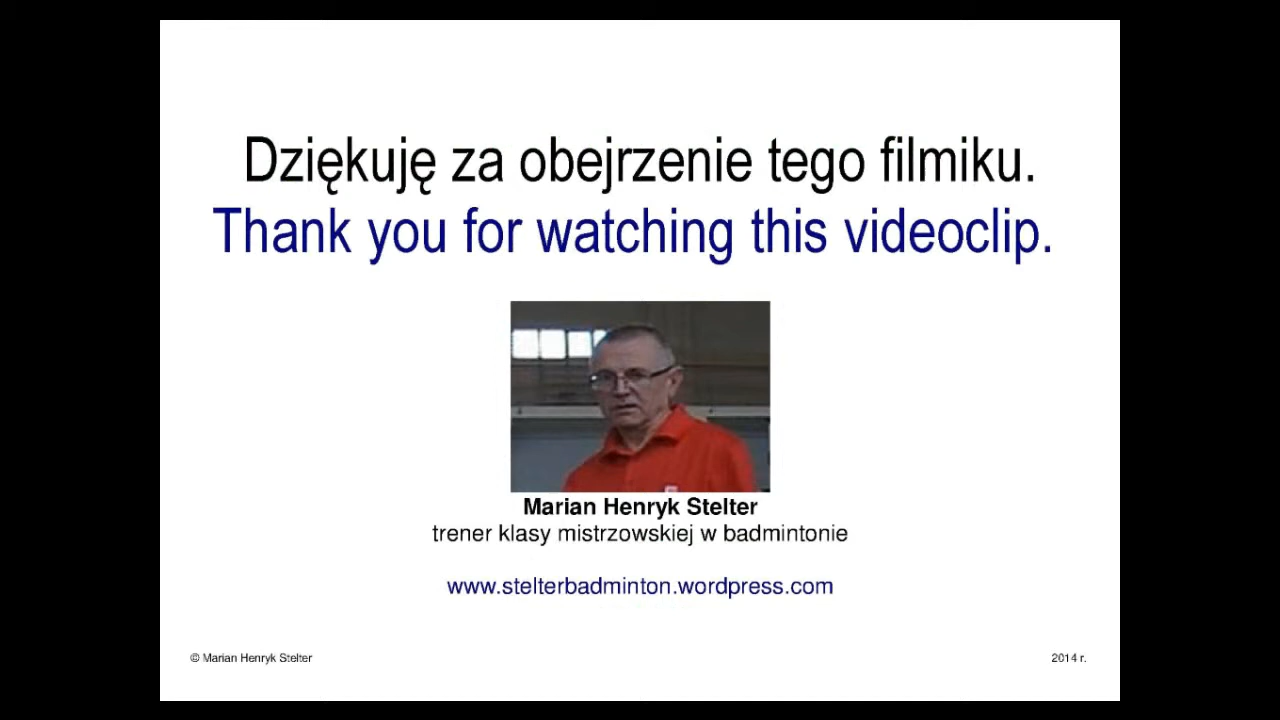 Dziękuję za obejrzenie tego filmiku.
Thank you for watching this videoclip.
Marian Henryk Stelter
trener klasy mistrzowskiej w badmintonie
www.stelterbadminton.wordpress.com
© Marian Henryk Stelter
2014 r.